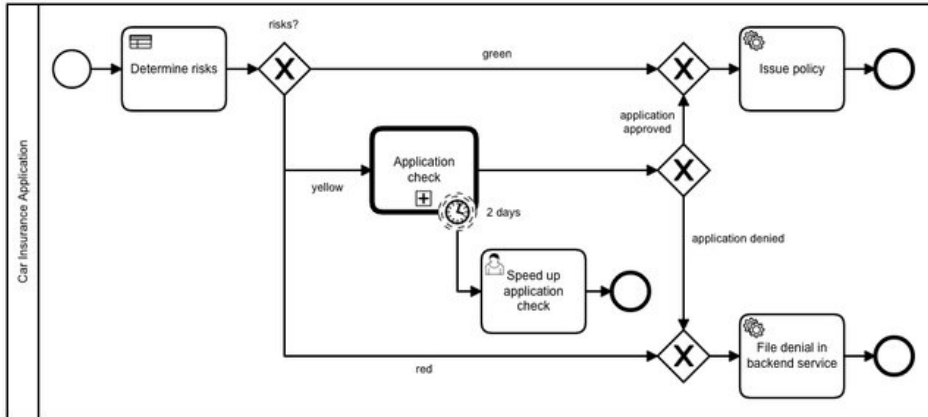 Car Insurance Application
risks?
Determine risks
green
Issue policy
application
approved
Application
check
yellow
2 days
application denied
Speed up
application
check
File denial in
backend service
red